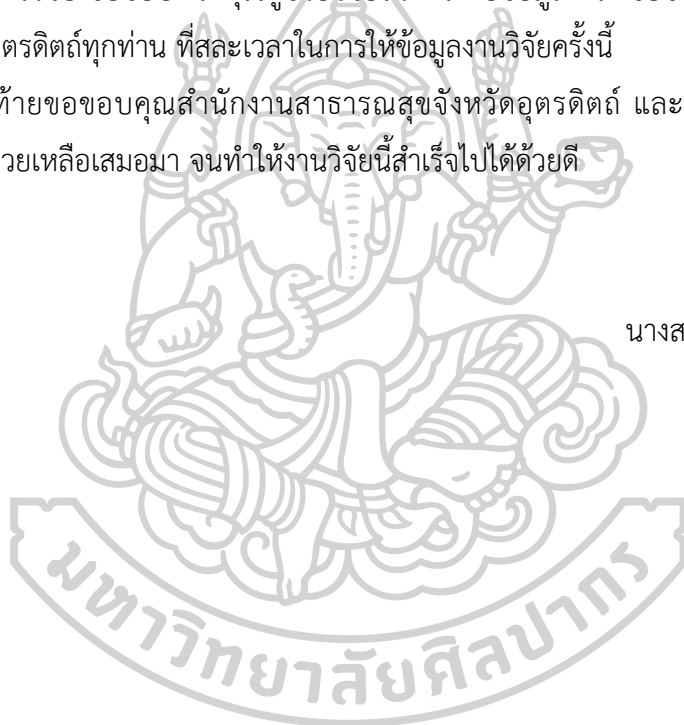 ตรดิตถ์ทุกท่าน ที่สละเวลาในการให้ข้อมูลงานวิจัยครั้งนี้
ท้ายขอขอบคุณสำนักงานสาธารณสุขจังหวัดอุตรดิตถ์ และ
วยเหลือเสมอมา จนทำให้งานวิจัยนี้สำเร็จไปได้ด้วยดี
นางส
มหาวิทยาลัยศิลปากร